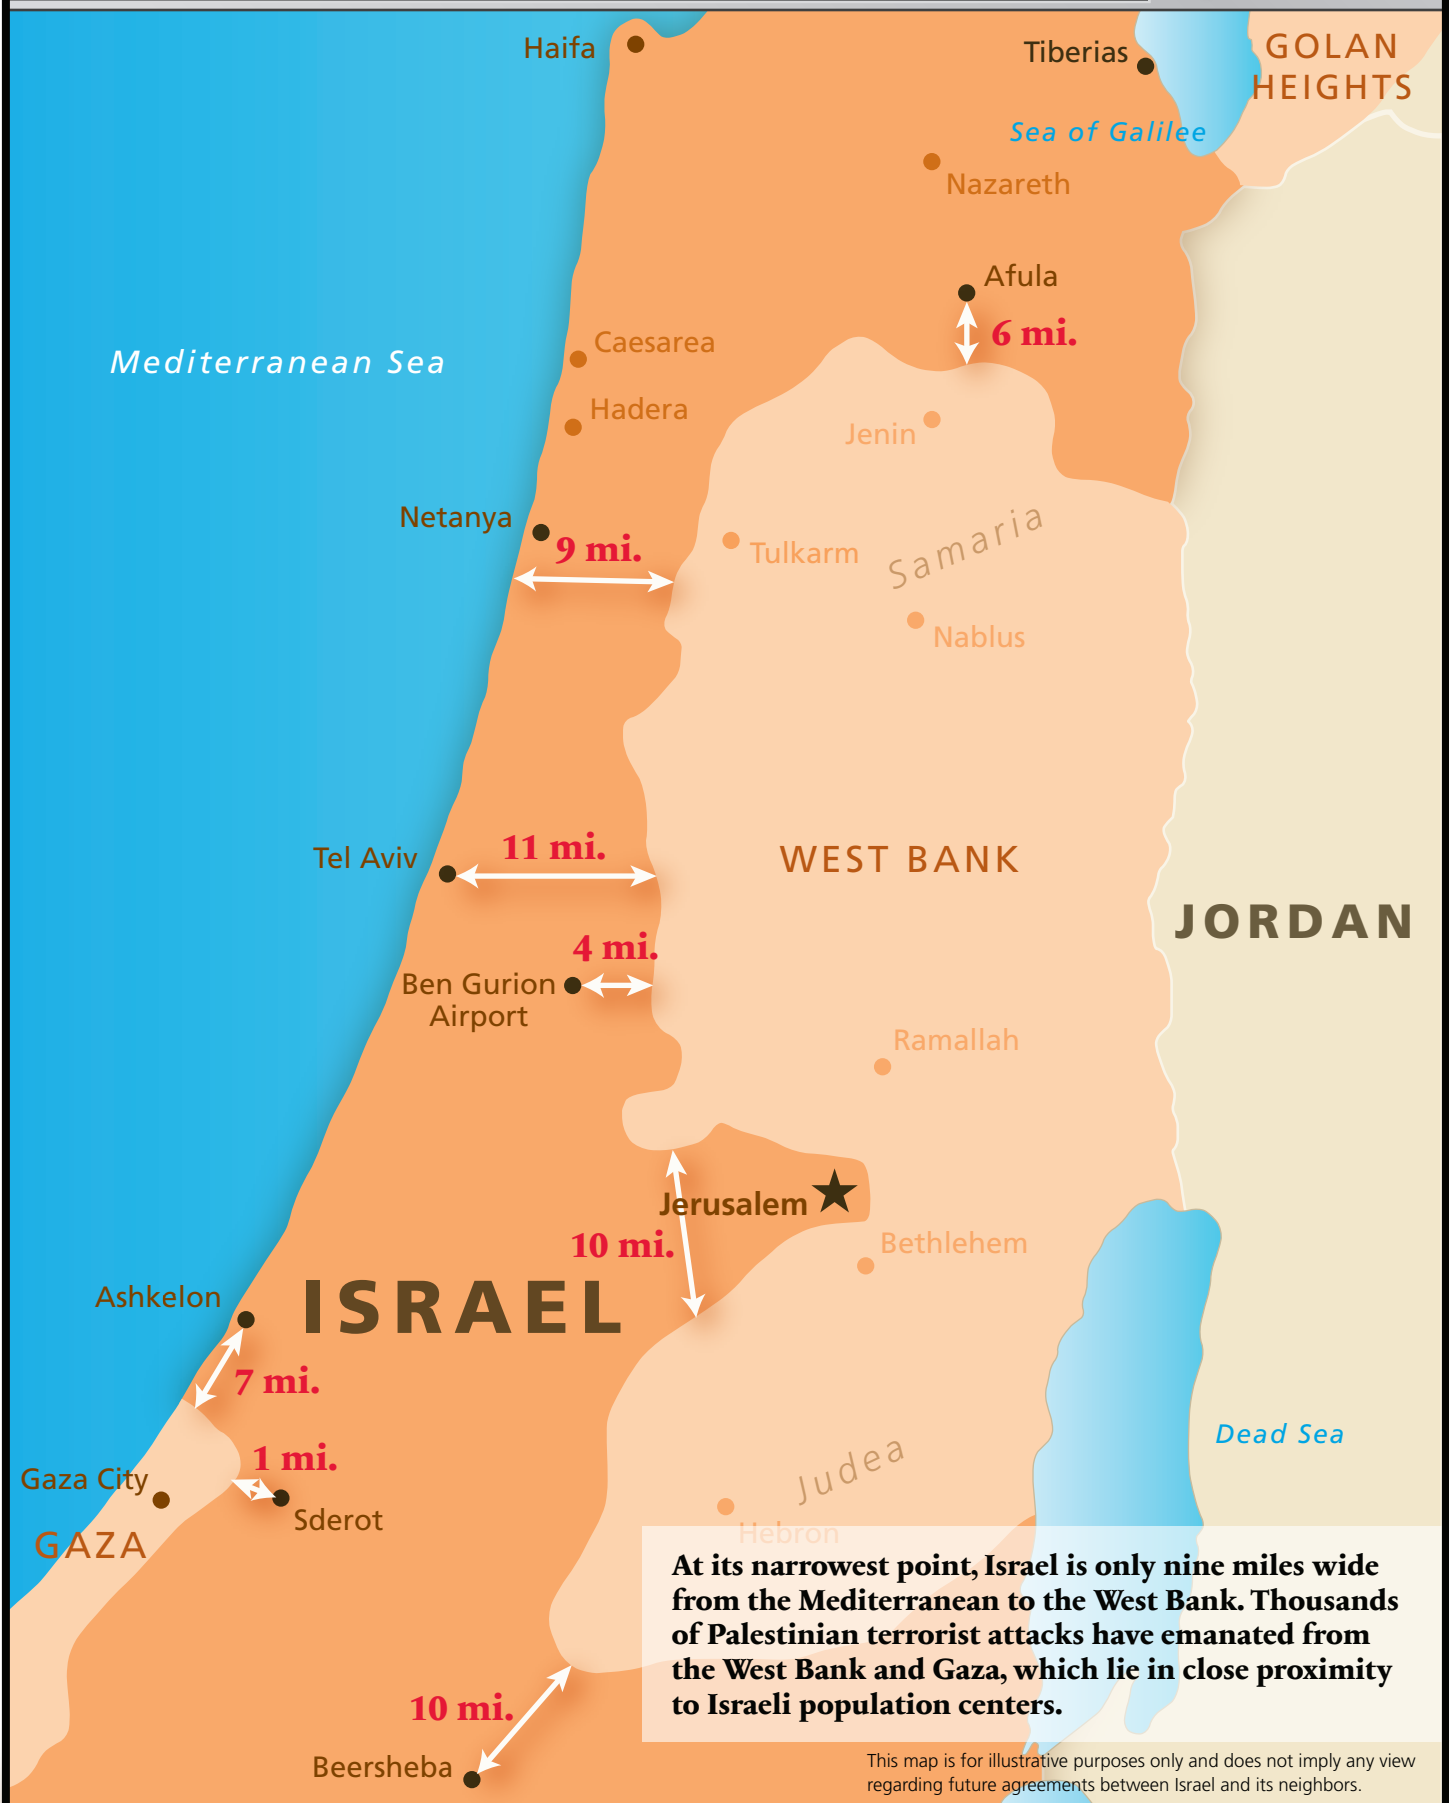 Haifa
Tiberias
GOLAN
HEIGHTS
Sea of Galilee
Nazareth
Afula
6 mi.
Mediterranean Sea
Caesarea
Hadera
Jenin
Netanya
9 mi.
Tulkarm
Samaria
Nablus
Tel Aviv
11 mi.
WEST BANK
JORDAN
4 mi.
Ben Gurion
Airport
Ramallah
Jerusalem
10 mi.
Bethlehem
Ashkelon
ISRAEL
7 mi.
Dead Sea
1 mi.
Judea
Gaza City
Sderot
GAZA
Hebron
At its narrowest point, Israel is only nine miles wide
from the Mediterranean to the West Bank. Thousands
of Palestinian terrorist attacks have emanated from
the West Bank and Gaza, which lie in close proximity
to Israeli population centers.
10 mi.
Beersheba
This map is for illustrative purposes only and does not imply any view
regarding future agreements between Israel and its neighbors.